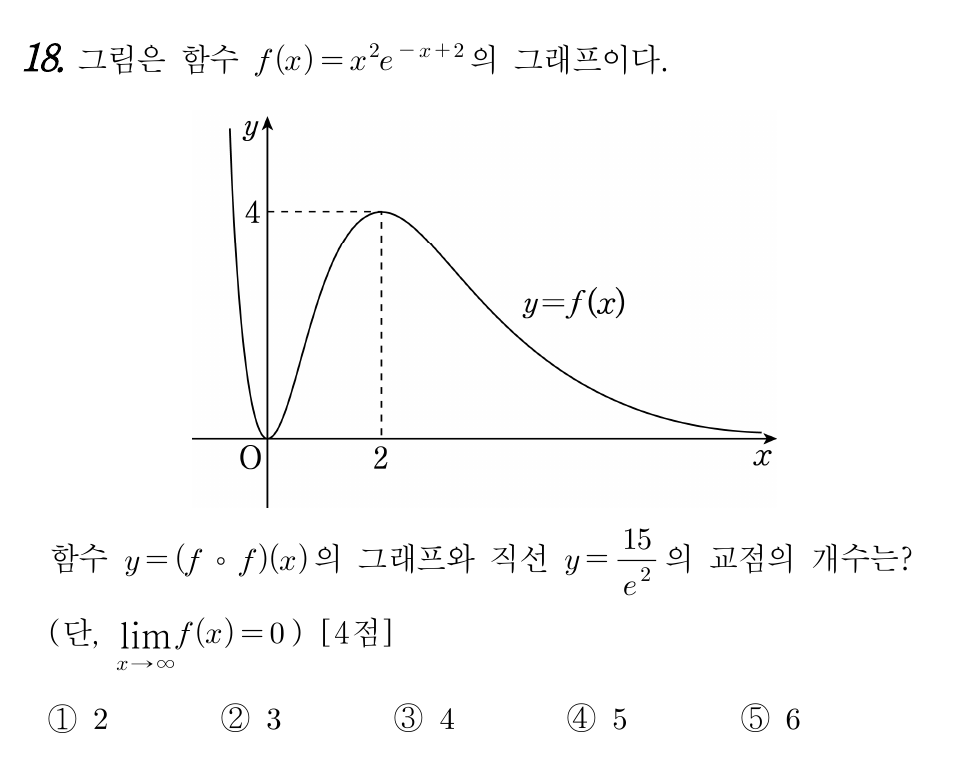 18. 그림은 함수 f(x)=x²e^{-x+2}의 그래프이다.
y
4
y=f(x)
O
2
x
함수 y=(f∘f)(x)의 그래프와 직선 y=15/e²의 교점의 개수는?
(단, lim_{x→∞} f(x)=0) [4점]
① 2 ② 3 ③ 4 ④ 5 ⑤ 6